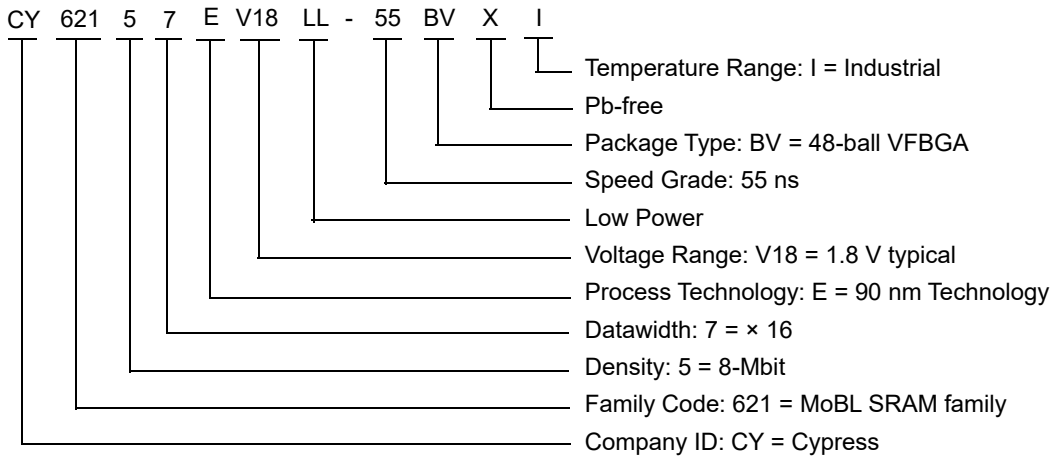 CY 621 5 7 E V18 LL - 55 BV X I
Temperature Range: I = Industrial
Pb-free
Package Type: BV = 48-ball VFBGA
Speed Grade: 55 ns
Low Power
Voltage Range: V18 = 1.8 V typical
Process Technology: E = 90 nm Technology
Datawidth: 7 = × 16
Density: 5 = 8-Mbit
Family Code: 621 = MoBL SRAM family
Company ID: CY = Cypress